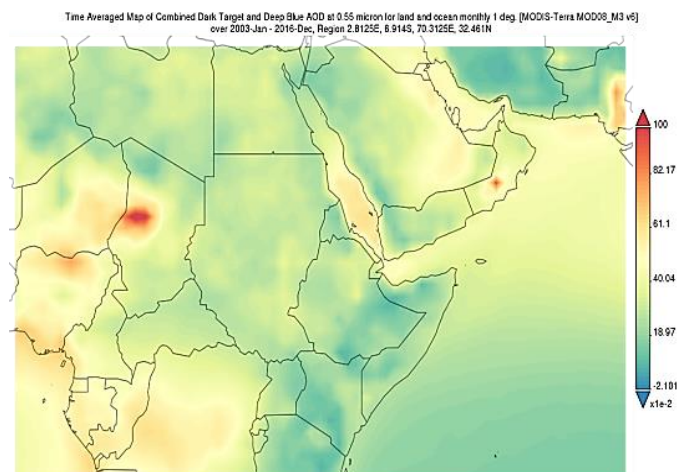 Time Averaged Map of Combined Dark Target and Deep Blue AOD at 0.55 micron for land and ocean monthly 1 deg. [MODIS-Terra MOD08_M3 v6]
over 2003-Jan - 2016-Dec, Region 2.8125E, 6.914S, 70.3125E, 32.461N
100
82.17
61.1
40.04
18.97
-2.101
x1e-2